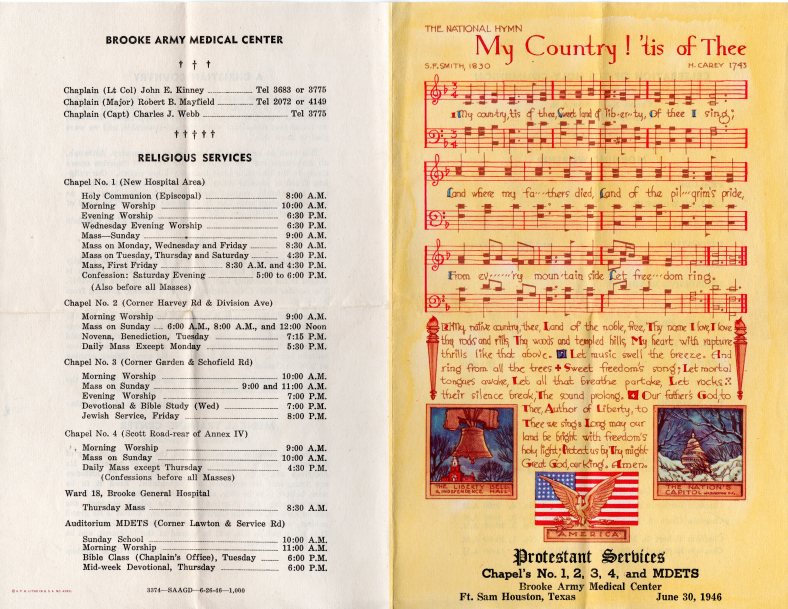 BROOKE ARMY MEDICAL CENTER
† † †
Chaplain (Lt Col) John E. Kinney ........ Tel 3683 or 3775
Chaplain (Major) Robert B. Mayfield ........ Tel 2072 or 4149
Chaplain (Capt) Charles J. Webb ........ Tel 3775
† † † † †
RELIGIOUS SERVICES
Chapel No. 1 (New Hospital Area)
Holy Communion (Episcopal) ........ 8:00 A.M.
Morning Worship ........ 10:00 A.M.
Evening Worship ........ 6:30 P.M.
Wednesday Evening Worship ........ 6:30 P.M.
Mass—Sunday ........ 9:00 A.M.
Mass on Monday, Wednesday and Friday ........ 8:30 A.M.
Mass on Tuesday, Thursday and Saturday ........ 4:30 P.M.
Mass, First Friday ........ 8:30 A.M. and 4:30 P.M.
Confession: Saturday Evening ........ 5:00 to 6:00 P.M.
(Also before all Masses)
Chapel No. 2 (Corner Harvey Rd & Division Ave)
Morning Worship ........ 9:00 A.M.
Mass on Sunday .... 6:00 A.M., 8:00 A.M., and 12:00 Noon
Novena, Benediction, Tuesday ........ 7:15 P.M.
Daily Mass Except Monday ........ 5:30 P.M.
Chapel No. 3 (Corner Garden & Schofield Rd)
Morning Worship ........ 10:00 A.M.
Mass on Sunday ........ 9:00 and 11:00 A.M.
Evening Worship ........ 7:00 P.M.
Devotional & Bible Study (Wed) ........ 7:00 P.M.
Jewish Service, Friday ........ 8:00 P.M.
Chapel No. 4 (Scott Road-rear of Annex IV)
Morning Worship ........ 9:00 A.M.
Mass on Sunday ........ 10:00 A.M.
Daily Mass except Thursday ........ 4:30 P.M.
(Confessions before all Masses)
Ward 18, Brooke General Hospital
Thursday Mass ........ 8:30 A.M.
Auditorium MDETS (Corner Lawton & Service Rd)
Sunday School ........ 10:00 A.M.
Morning Worship ........ 11:00 A.M.
Bible Class (Chaplain's Office), Tuesday ........ 6:00 P.M.
Mid-week Devotional, Thursday ........ 6:00 P.M.
3374—SAAGD—6-26-46—1,000
THE NATIONAL HYMN
My Country! 'tis of Thee
S.F. SMITH, 1830 H. CAREY 1743
1 My country, 'tis of thee, Sweet land of lib-er-ty, Of thee I sing;
Land where my fa---thers died, Land of the pil---grim's pride,
From ev----'ry moun-tain side Let free---dom ring.
My native country, thee, Land of the noble, free, Thy name I love, I love
thy rocks and rills, Thy woods and templed hills, My heart with rapture
thrills like that above. Let music swell the breeze, And
ring from all the trees Sweet freedom's song; Let mortal
tongues awake, Let all that breathe partake, Let rocks
their silence break, The sound prolong. 4 Our father's God, to
Thee, Author of Liberty, to
Thee we sing; Long may our
land be bright with freedom's
holy light; Protect us by Thy might
Great God, our king! Amen.
THE LIBERTY BELL
& INDEPENDENCE HALL
THE NATION'S
CAPITOL WASHINGTON D.C.
AMERICA
Protestant Services
Chapel's No. 1, 2, 3, 4, and MDETS
Brooke Army Medical Center
Ft. Sam Houston, Texas June 30, 1946